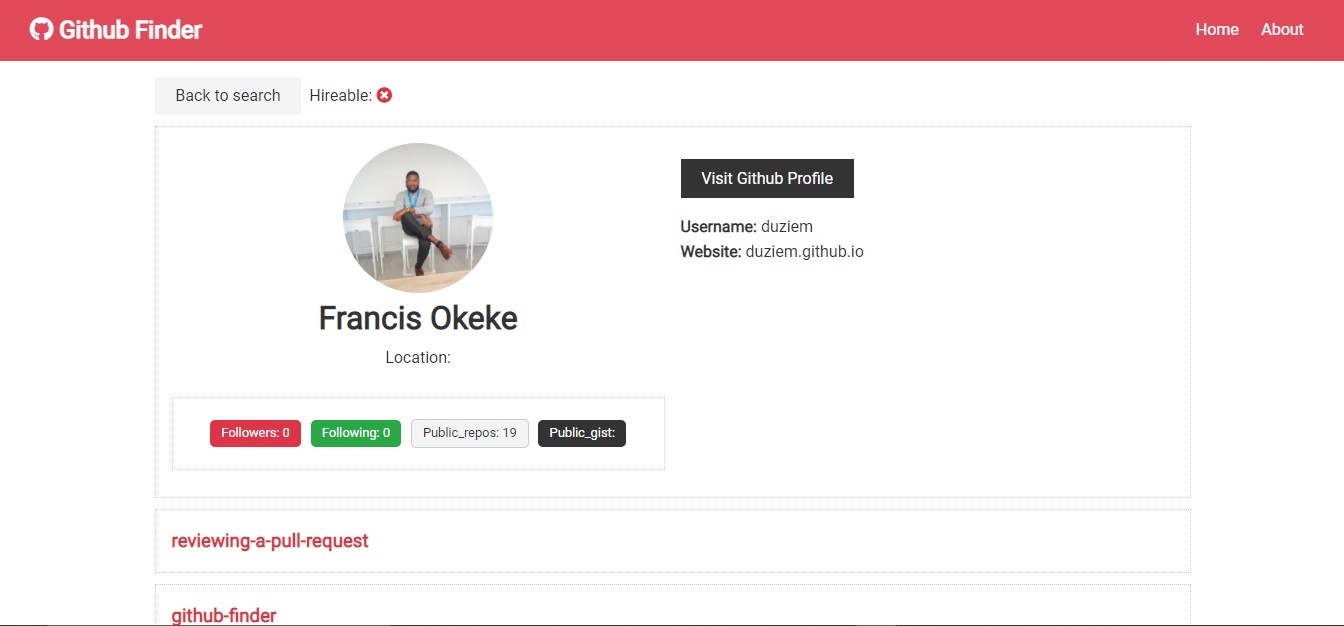 Github Finder
Home About
Back to search Hireable:
Visit Github Profile
Username: duziem
Website: duziem.github.io
Francis Okeke
Location:
Followers: 0 Following: 0 Public_repos: 19 Public_gist:
reviewing-a-pull-request
github-finder